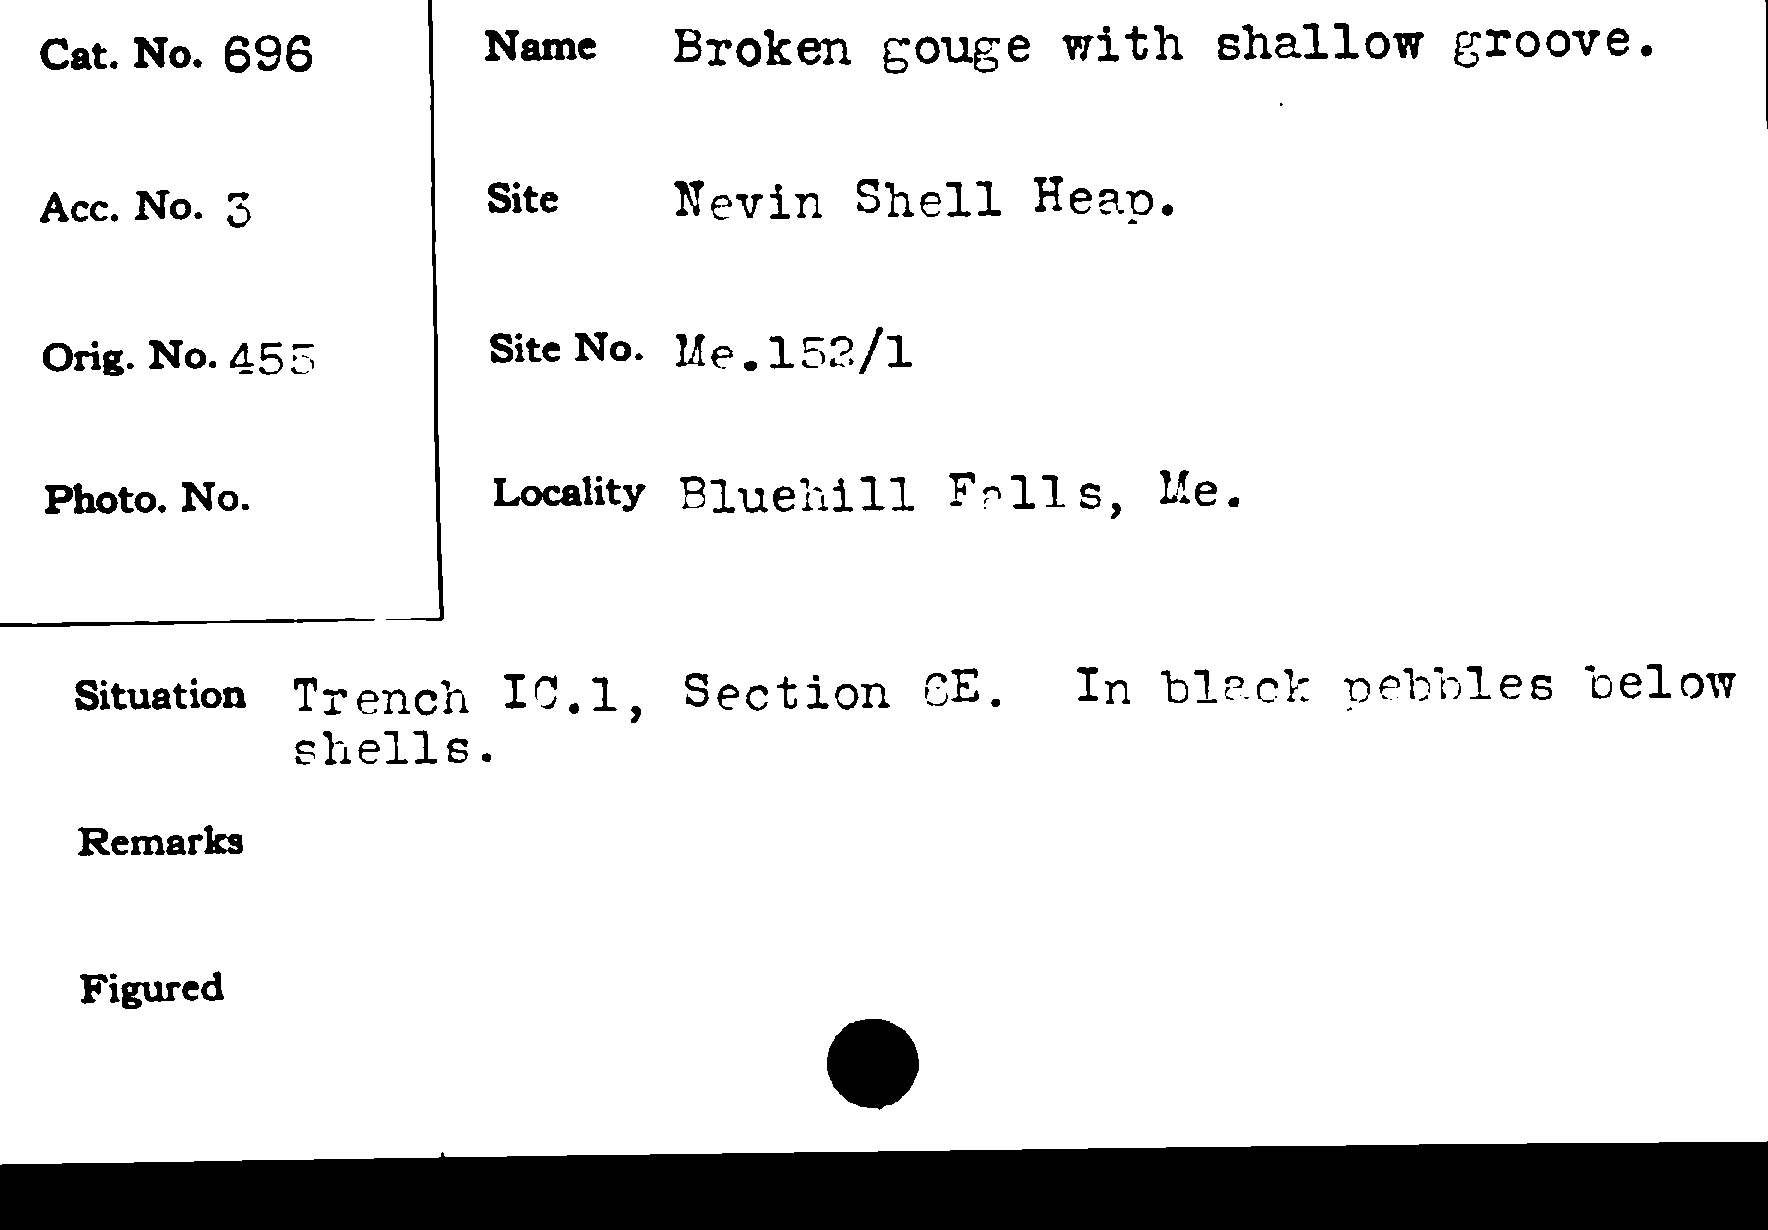 Cat. No. 696
Name Broken gouge with shallow groove.
Acc. No. 3
Site Nevin Shell Heap.
Orig. No. 455
Site No. Me.152/1
Photo. No.
Locality Bluehill Falls, Me.
Situation Trench IC.1, Section 6E. In black pebbles below
shells.
Remarks
Figured